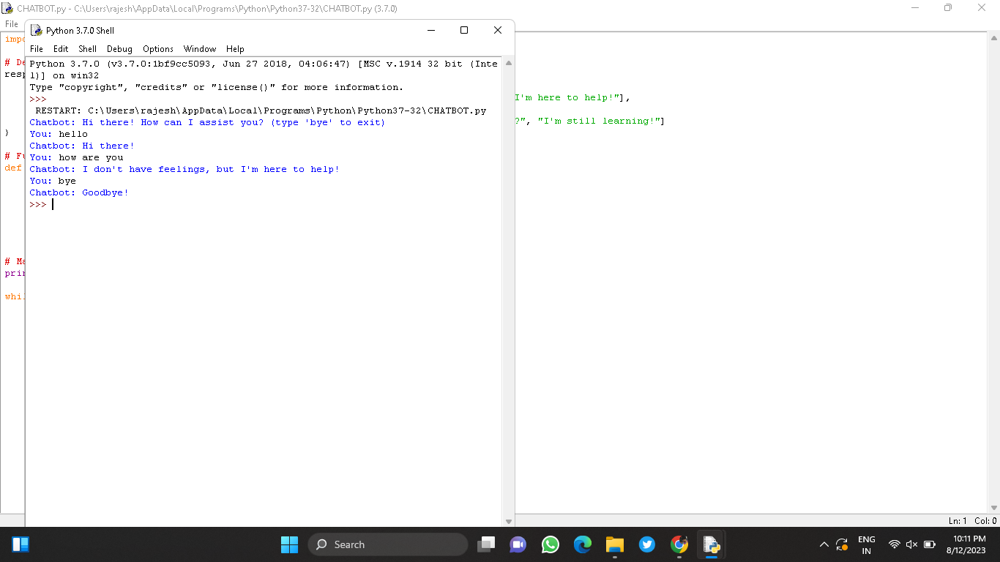 CHATBOT.py - C:\Users\rajesh\AppData\Local\Programs\Python\Python37-32\CHATBOT.py (3.7.0)
File
Python 3.7.0 Shell
File Edit Shell Debug Options Window Help
Python 3.7.0 (v3.7.0:1bf9cc5093, Jun 27 2018, 04:06:47) [MSC v.1914 32 bit (Inte
l)] on win32
Type "copyright", "credits" or "license()" for more information.
>>>
RESTART: C:\Users\rajesh\AppData\Local\Programs\Python\Python37-32\CHATBOT.py
Chatbot: Hi there! How can I assist you? (type 'bye' to exit)
You: hello
Chatbot: Hi there!
You: how are you
Chatbot: I don't have feelings, but I'm here to help!
You: bye
Chatbot: Goodbye!
>>>
impo
# De
resp
I'm here to help!"],
?", "I'm still learning!"]
}
# Fu
def
# Ma
prin
whil
Ln: 1 Col: 0
Search
ENG
IN
10:11 PM
8/12/2023